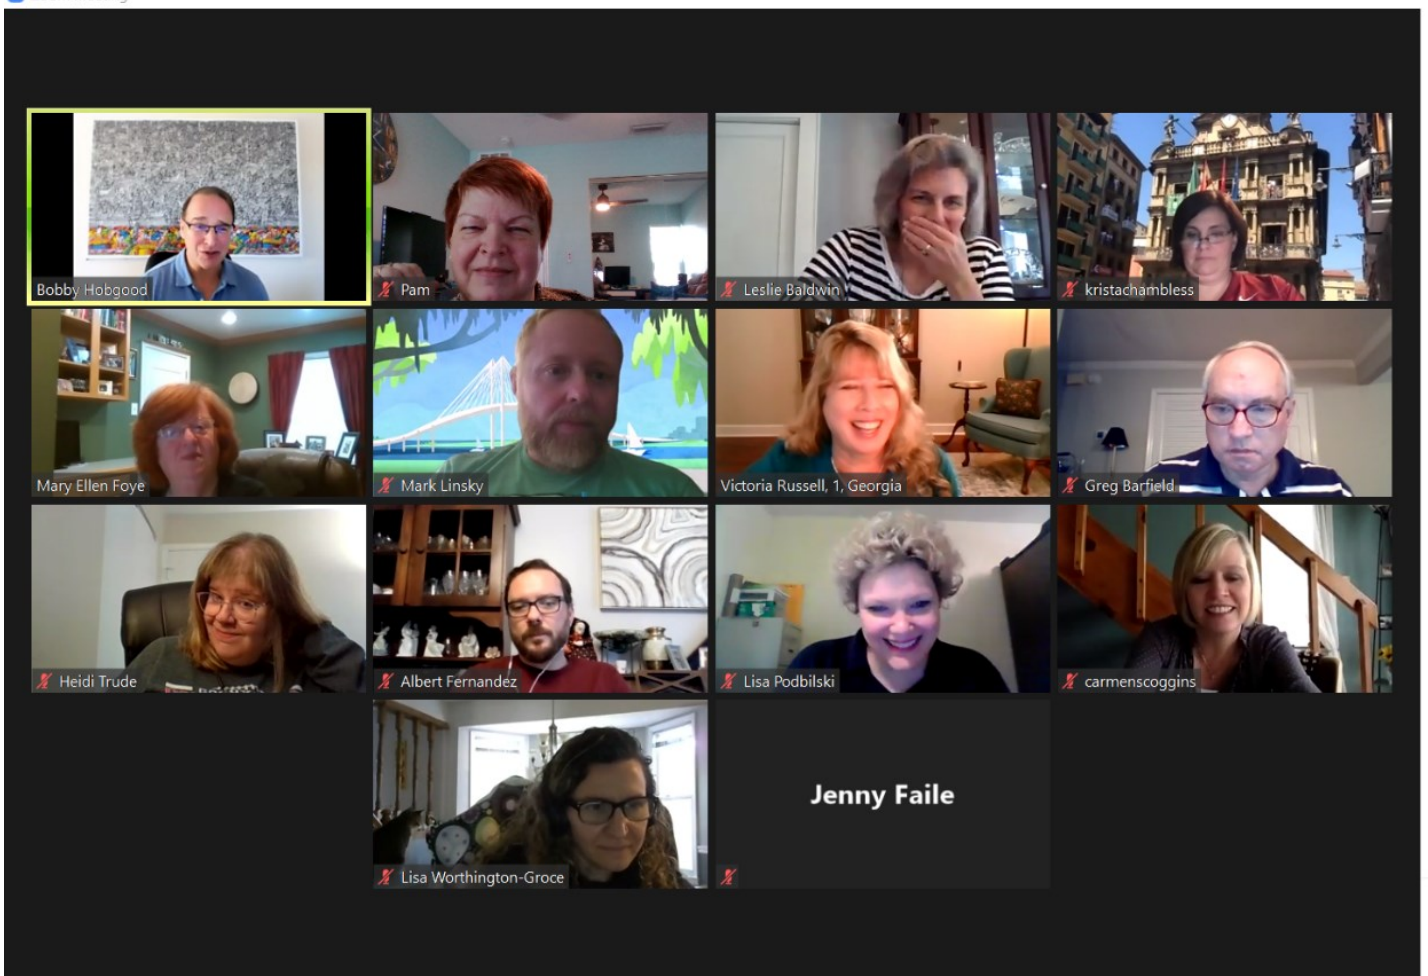 Bobby Hobgood
Pam
Leslie Baldwin
kristachambless
Mary Ellen Foye
Mark Linsky
Victoria Russell, 1, Georgia
Greg Barfield
Heidi Trude
Albert Fernandez
Lisa Podbilski
carmenscoggins
Lisa Worthington-Groce
Jenny Faile